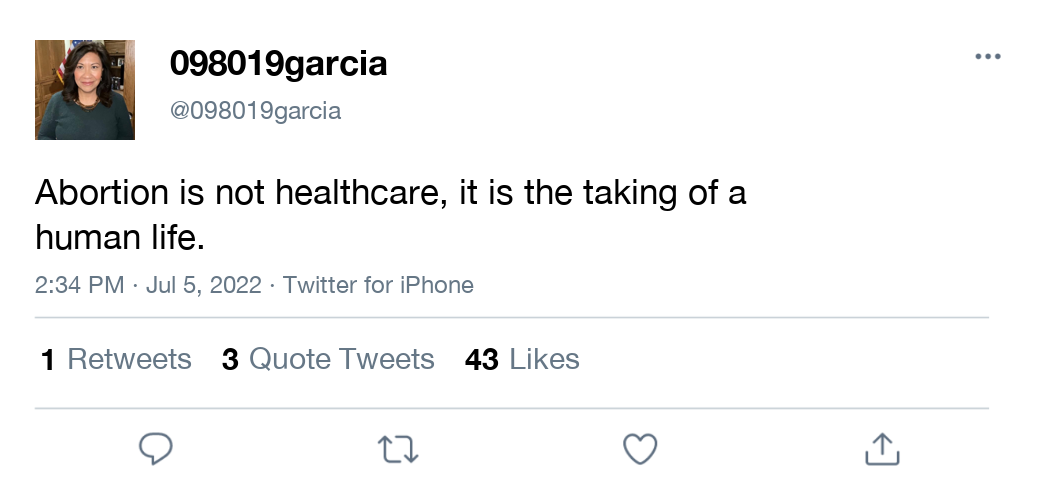 098019garcia
@098019garcia
Abortion is not healthcare, it is the taking of a
human life.
2:34 PM · Jul 5, 2022 · Twitter for iPhone
1 Retweets 3 Quote Tweets 43 Likes